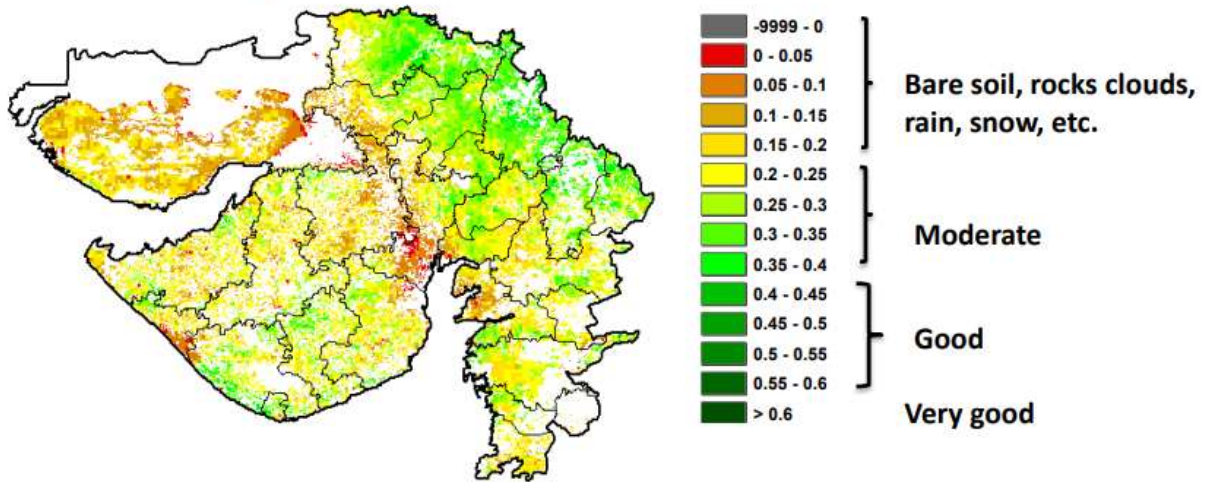 -9999 - 0
0 - 0.05
0.05 - 0.1
0.1 - 0.15
0.15 - 0.2
0.2 - 0.25
0.25 - 0.3
0.3 - 0.35
0.35 - 0.4
0.4 - 0.45
0.45 - 0.5
0.5 - 0.55
0.55 - 0.6
> 0.6
Bare soil, rocks clouds,
rain, snow, etc.
Moderate
Good
Very good